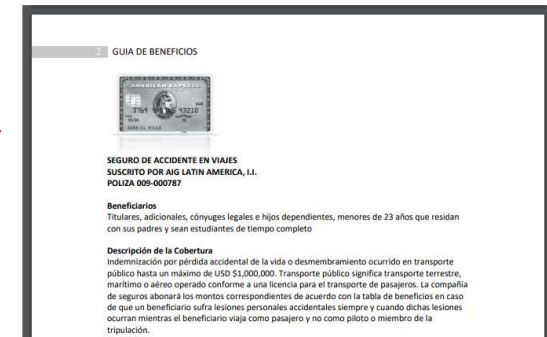 2 GUIA DE BENEFICIOS
AMERICAN EXPRESS
SEGURO DE ACCIDENTE EN VIAJES
SUSCRITO POR AIG LATIN AMERICA, I.I.
POLIZA 009-000787
Beneficiarios
Titulares, adicionales, cónyuges legales e hijos dependientes, menores de 23 años que residan
con sus padres y sean estudiantes de tiempo completo
Descripción de la Cobertura
Indemnización por pérdida accidental de la vida o desmembramiento ocurrido en transporte
público hasta un máximo de USD $1,000,000. Transporte público significa transporte terrestre,
marítimo o aéreo operado conforme a una licencia para el transporte de pasajeros. La compañía
de seguros abonará los montos correspondientes de acuerdo con la tabla de beneficios en caso
de que un beneficiario sufra lesiones personales accidentales siempre y cuando dichas lesiones
ocurran mientras el beneficiario viaja como pasajero y no como piloto o miembro de la
tripulación.